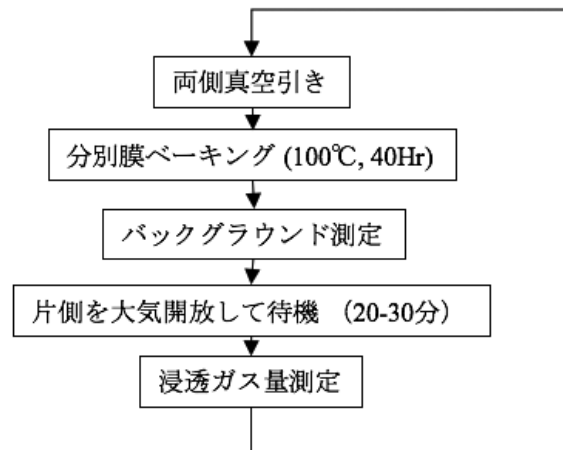 両側真空引き
分別膜ベーキング (100℃, 40Hr)
バックグラウンド測定
片側を大気開放して待機 （20-30分）
浸透ガス量測定